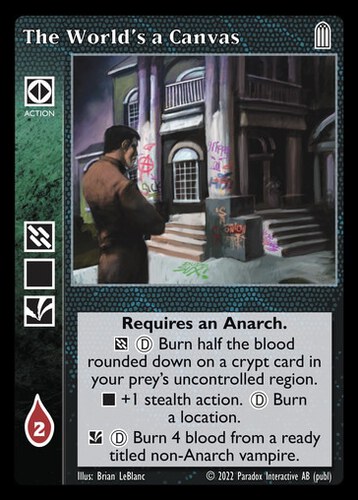 The World's a Canvas
ACTION
Requires an Anarch.
D Burn half the blood
rounded down on a crypt card in
your prey's uncontrolled region.
+1 stealth action. D Burn
a location.
D Burn 4 blood from a ready
titled non-Anarch vampire.
2
Illus: Brian LeBlanc © 2022 Paradox Interactive AB (publ)